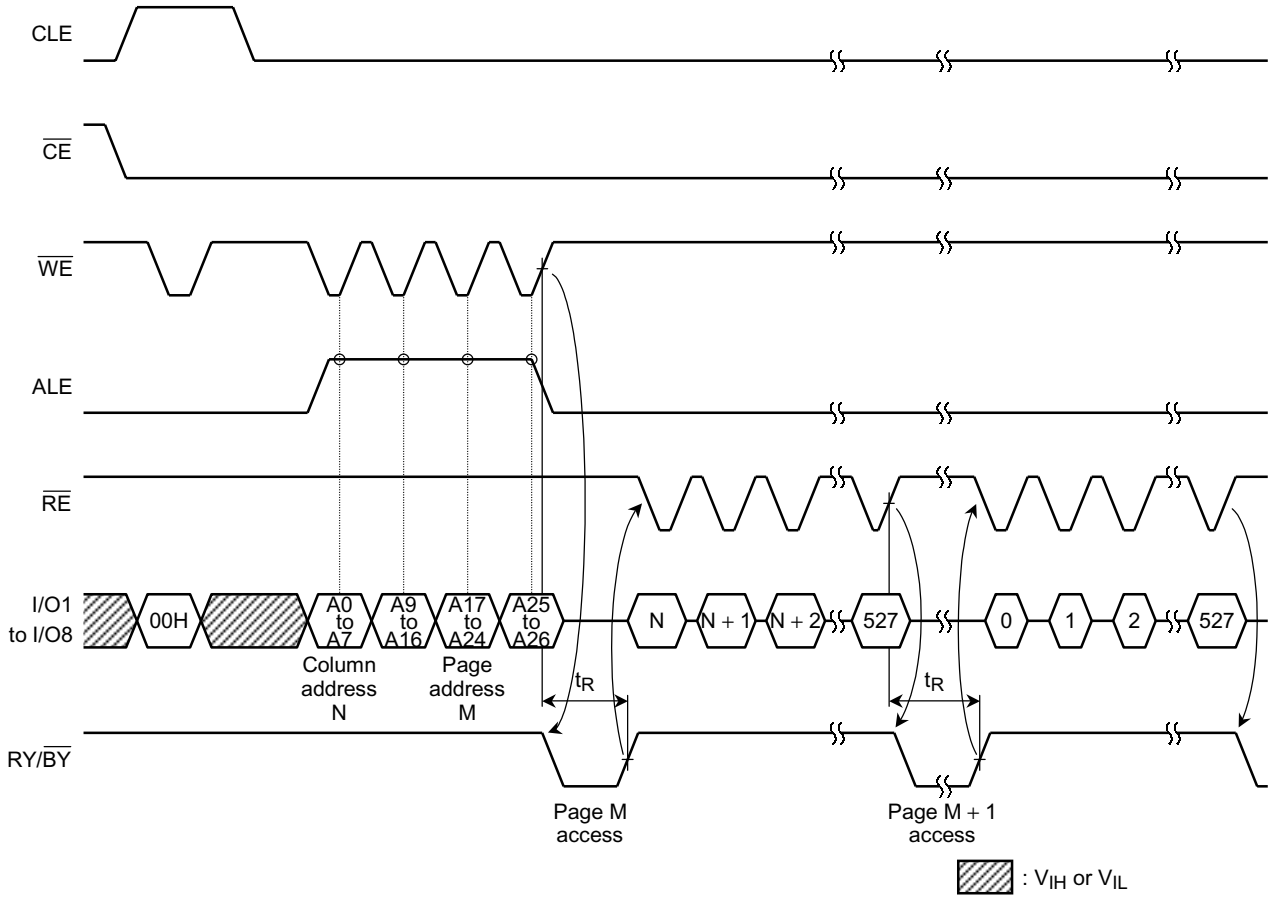 CLE
CE
WE
ALE
RE
I/O1
to I/O8
00H
A0
to
A7
A9
to
A16
A17
to
A24
A25
to
A26
N
N + 1
N + 2
527
0
1
2
527
Column
address
N
Page
address
M
tR
tR
RY/BY
Page M
access
Page M + 1
access
: VIH or VIL